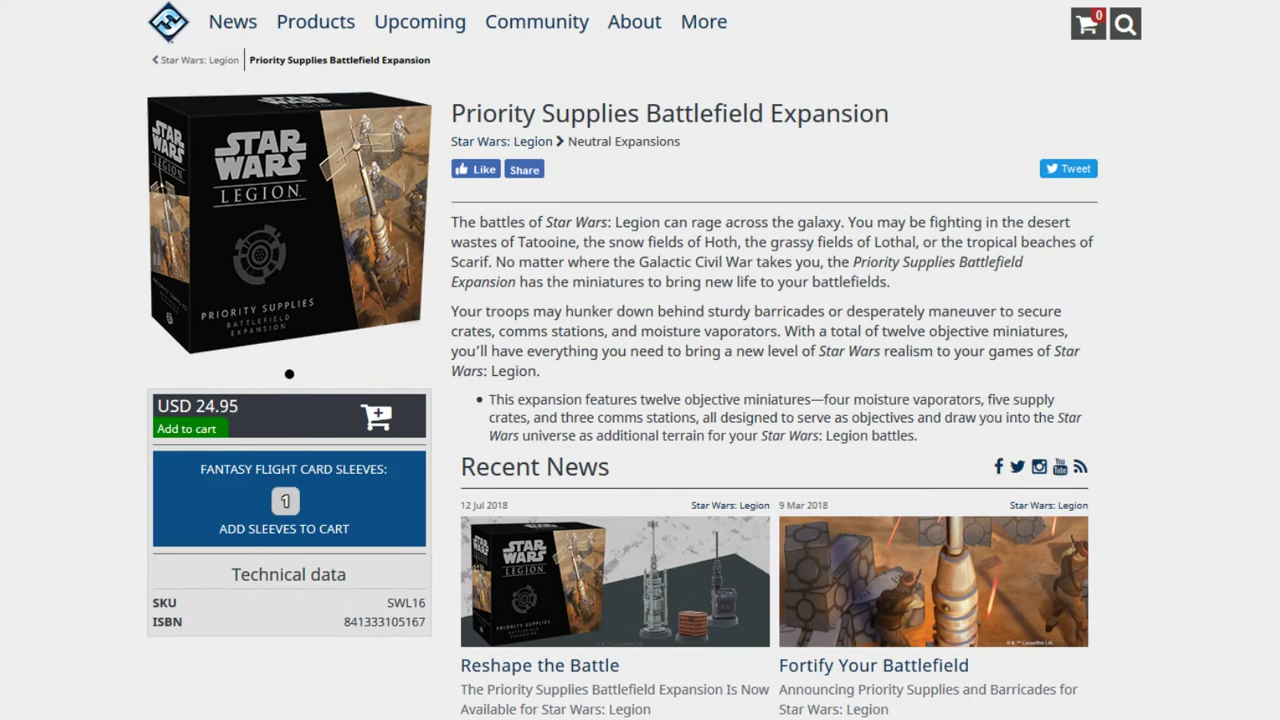 News Products Upcoming Community About More
0
Star Wars: Legion Priority Supplies Battlefield Expansion
STAR WARS
LEGION
STAR
WARS
LEGION
PRIORITY SUPPLIES
BATTLEFIELD
EXPANSION
Priority Supplies Battlefield Expansion
Star Wars: Legion Neutral Expansions
Like Share Tweet
The battles of Star Wars: Legion can rage across the galaxy. You may be fighting in the desert
wastes of Tatooine, the snow fields of Hoth, the grassy fields of Lothal, or the tropical beaches of
Scarif. No matter where the Galactic Civil War takes you, the Priority Supplies Battlefield
Expansion has the miniatures to bring new life to your battlefields.
Your troops may hunker down behind sturdy barricades or desperately maneuver to secure
crates, comms stations, and moisture vaporators. With a total of twelve objective miniatures,
you’ll have everything you need to bring a new level of Star Wars realism to your games of Star
Wars: Legion.
• This expansion features twelve objective miniatures—four moisture vaporators, five supply
crates, and three comms stations, all designed to serve as objectives and draw you into the Star
Wars universe as additional terrain for your Star Wars: Legion battles.
USD 24.95
Add to cart
FANTASY FLIGHT CARD SLEEVES:
1
ADD SLEEVES TO CART
Technical data
SKU SWL16
ISBN 841333105167
Recent News
You
Tube
12 Jul 2018 Star Wars: Legion
STAR
WARS
LEGION
PRIORITY SUPPLIES
Reshape the Battle
The Priority Supplies Battlefield Expansion Is Now
Available for Star Wars: Legion
9 Mar 2018 Star Wars: Legion
Fortify Your Battlefield
Announcing Priority Supplies and Barricades for
Star Wars: Legion